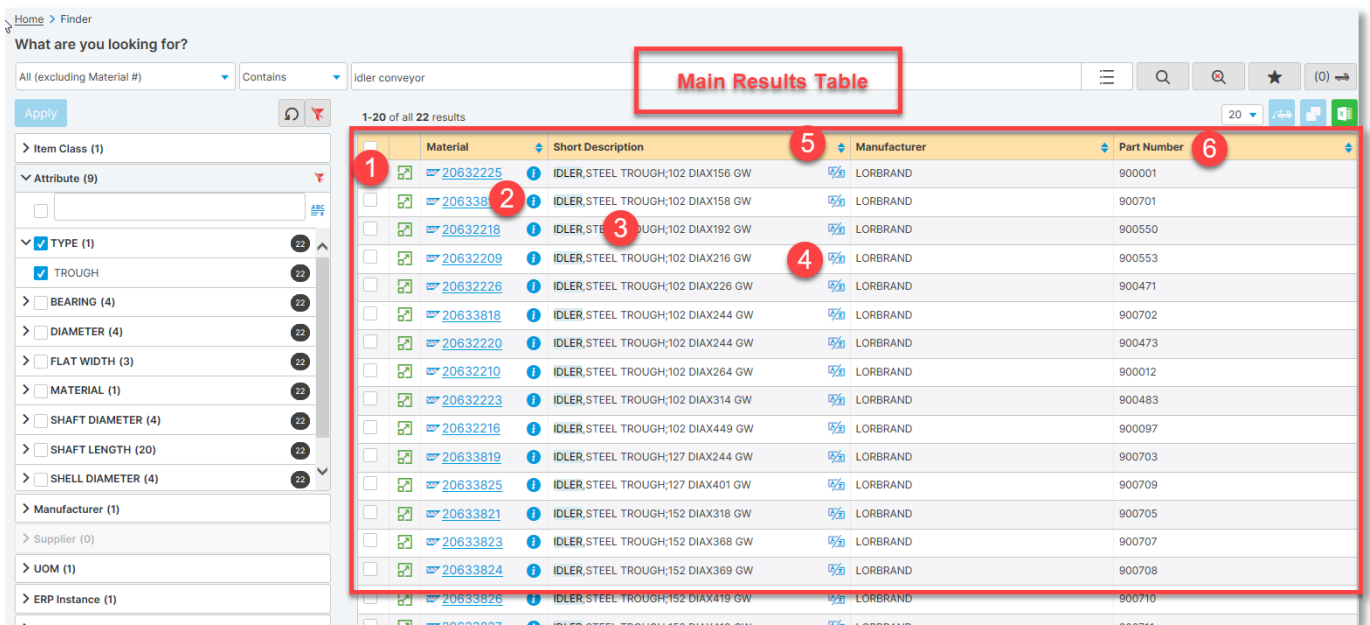 Home > Finder
What are you looking for?
All (excluding Material #) Contains idler conveyor (0)
Main Results Table
Apply
1-20 of all 22 results 20
Item Class (1)
Attribute (9)
ABC
TYPE (1) 22
TROUGH 22
BEARING (4) 22
DIAMETER (4) 22
FLAT WIDTH (3) 22
MATERIAL (1) 22
SHAFT DIAMETER (4) 22
SHAFT LENGTH (20) 22
SHELL DIAMETER (4) 22
Manufacturer (1)
Supplier (0)
UOM (1)
ERP Instance (1)
Material Short Description 5 Manufacturer Part Number 6
1 20632225 IDLER,STEEL TROUGH;102 DIAX156 GW LORBRAND 900001
2 IDLER,STEEL TROUGH;102 DIAX158 GW LORBRAND 900701
20632218 3 GH;102 DIAX192 GW LORBRAND 900550
20632209 IDLER,STEEL TROUGH;102 DIAX216 GW 4 LORBRAND 900553
20632226 IDLER,STEEL TROUGH;102 DIAX226 GW LORBRAND 900471
20633818 IDLER,STEEL TROUGH;102 DIAX244 GW LORBRAND 900702
20632220 IDLER,STEEL TROUGH;102 DIAX244 GW LORBRAND 900473
20632210 IDLER,STEEL TROUGH;102 DIAX264 GW LORBRAND 900012
20632223 IDLER,STEEL TROUGH;102 DIAX314 GW LORBRAND 900483
20632216 IDLER,STEEL TROUGH;102 DIAX449 GW LORBRAND 900097
20633819 IDLER,STEEL TROUGH;127 DIAX244 GW LORBRAND 900703
20633825 IDLER,STEEL TROUGH;127 DIAX401 GW LORBRAND 900709
20633821 IDLER,STEEL TROUGH;152 DIAX318 GW LORBRAND 900705
20633823 IDLER,STEEL TROUGH;152 DIAX368 GW LORBRAND 900707
20633824 IDLER,STEEL TROUGH;152 DIAX369 GW LORBRAND 900708
20633826 IDLER,STEEL TROUGH;152 DIAX419 GW LORBRAND 900710